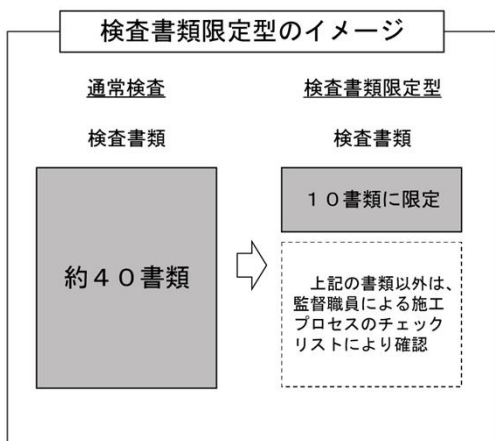 検査書類限定型のイメージ
通常検査
検査書類限定型
検査書類
検査書類
約４０書類
１０書類に限定
上記の書類以外は、
監督職員による施工
プロセスのチェック
リストにより確認